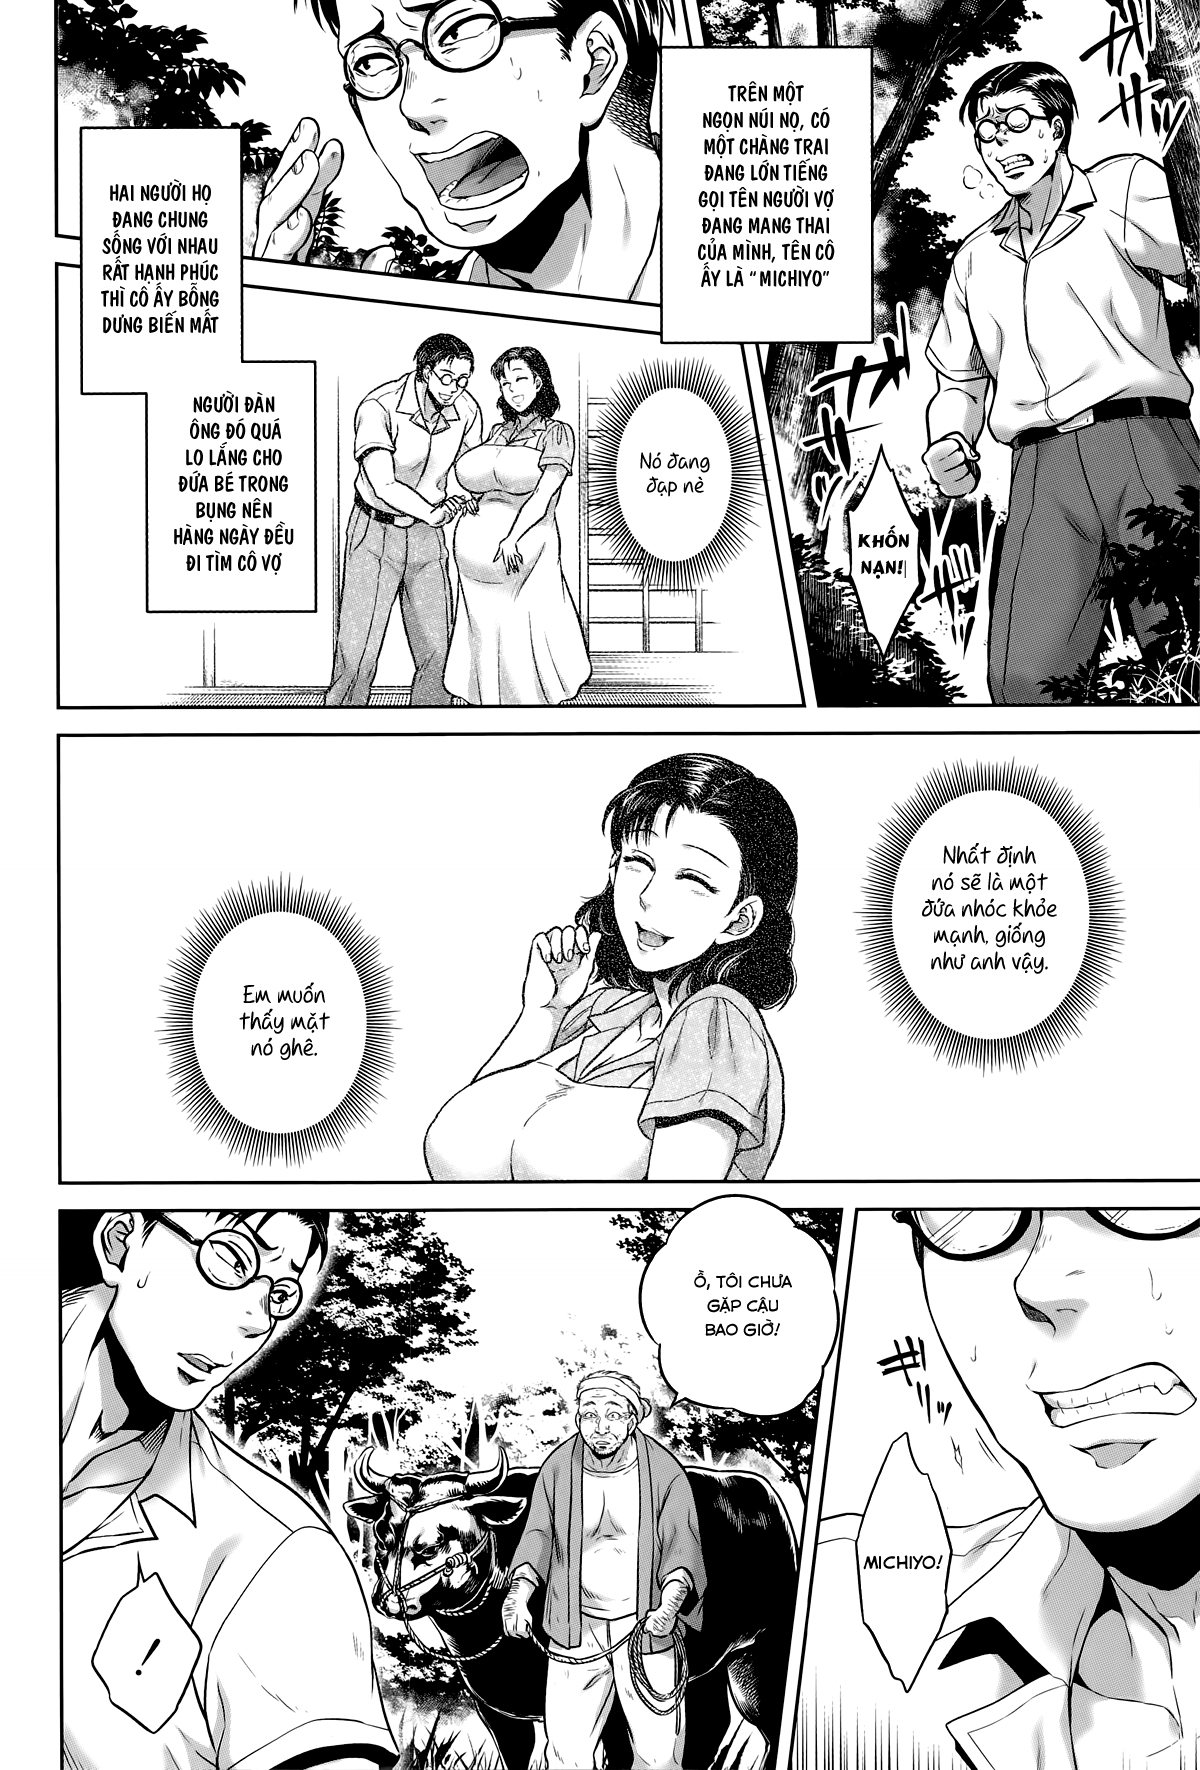 TRÊN MỘT
NGỌN NÚI NỌ, CÓ
MỘT CHÀNG TRAI
ĐANG LỚN TIẾNG
GỌI TÊN NGƯỜI VỢ
ĐANG MANG THAI
CỦA MÌNH, TÊN CÔ
ẤY LÀ “MICHIYO”
KHỐN
NẠN!
HAI NGƯỜI HỌ
ĐANG CHUNG
SỐNG VỚI NHAU
RẤT HẠNH PHÚC
THÌ CÔ ẤY BỖNG
DƯNG BIẾN MẤT
Nó đang
đạp nè
NGƯỜI ĐÀN
ÔNG ĐÓ QUÁ
LO LẮNG CHO
ĐỨA BÉ TRONG
BỤNG NÊN
HÀNG NGÀY ĐỀU
ĐI TÌM CÔ VỢ
Nhất định
nó sẽ là một
đứa nhóc khỏe
mạnh, giống
như anh vậy.
Em muốn
thấy mặt
nó ghê.
MICHIYO!
Ồ, TÔI CHƯA
GẶP CẬU
BAO GIỜ!
!